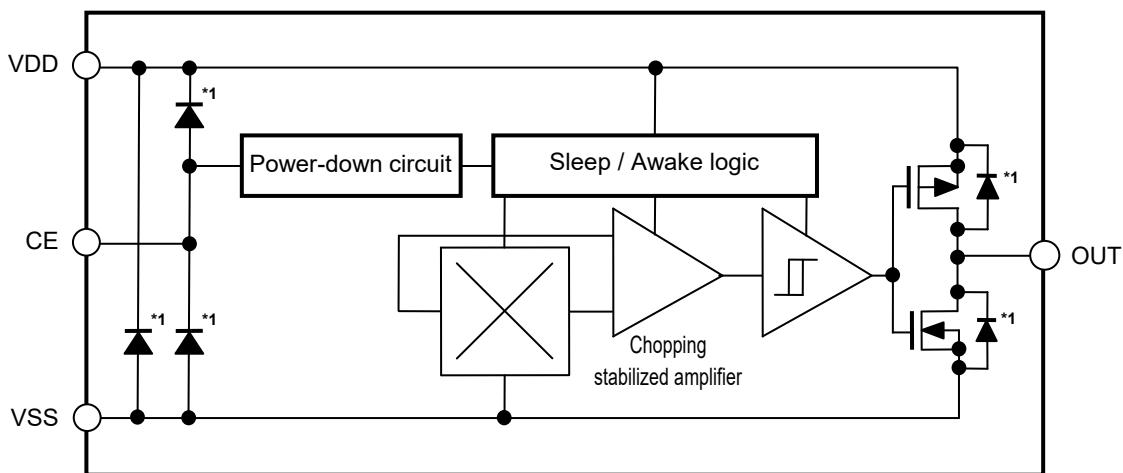 VDD
*1
Power-down circuit
Sleep / Awake logic
*1
CE
OUT
*1
*1
*1
Chopping
stabilized amplifier
VSS